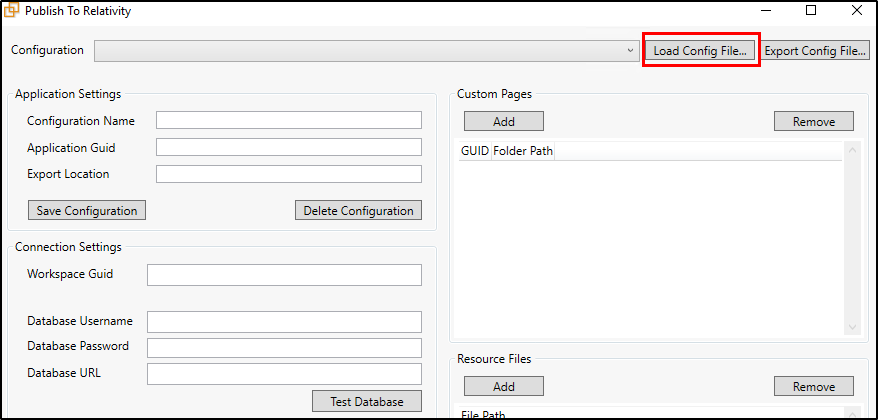 Publish To Relativity
Configuration
Load Config File...
Export Config File...
Application Settings
Configuration Name
Application Guid
Export Location
Save Configuration
Delete Configuration
Connection Settings
Workspace Guid
Database Username
Database Password
Database URL
Test Database
Custom Pages
Add
Remove
GUID Folder Path
Resource Files
Add
Remove
File Path